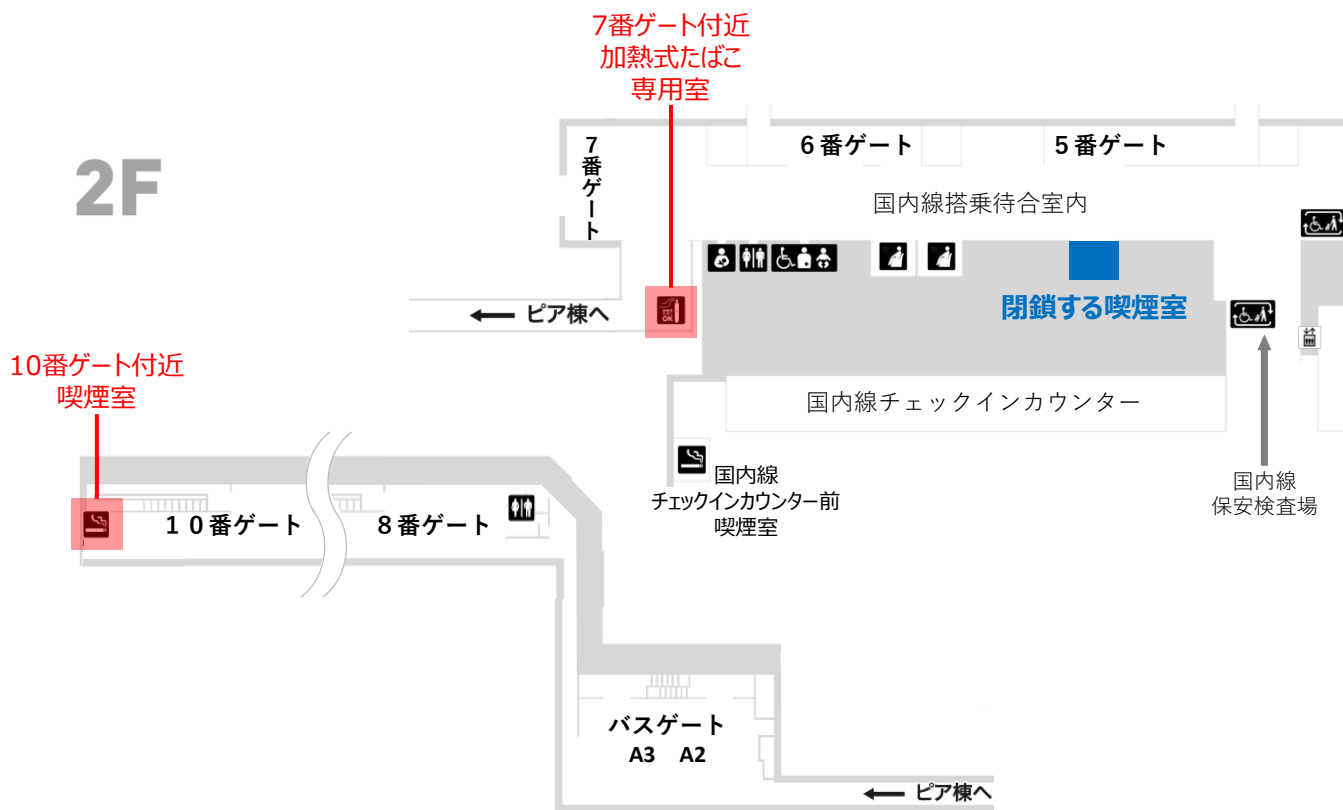 7番ゲート付近
加熱式たばこ
専用室
2F
7番ゲート
6番ゲート
5番ゲート
国内線搭乗待合室内
閉鎖する喫煙室
← ピア棟へ
OK
10番ゲート付近
喫煙室
国内線チェックインカウンター
国内線
チェックインカウンター前
喫煙室
国内線
保安検査場
10番ゲート
8番ゲート
バスゲート
A3 A2
← ピア棟へ